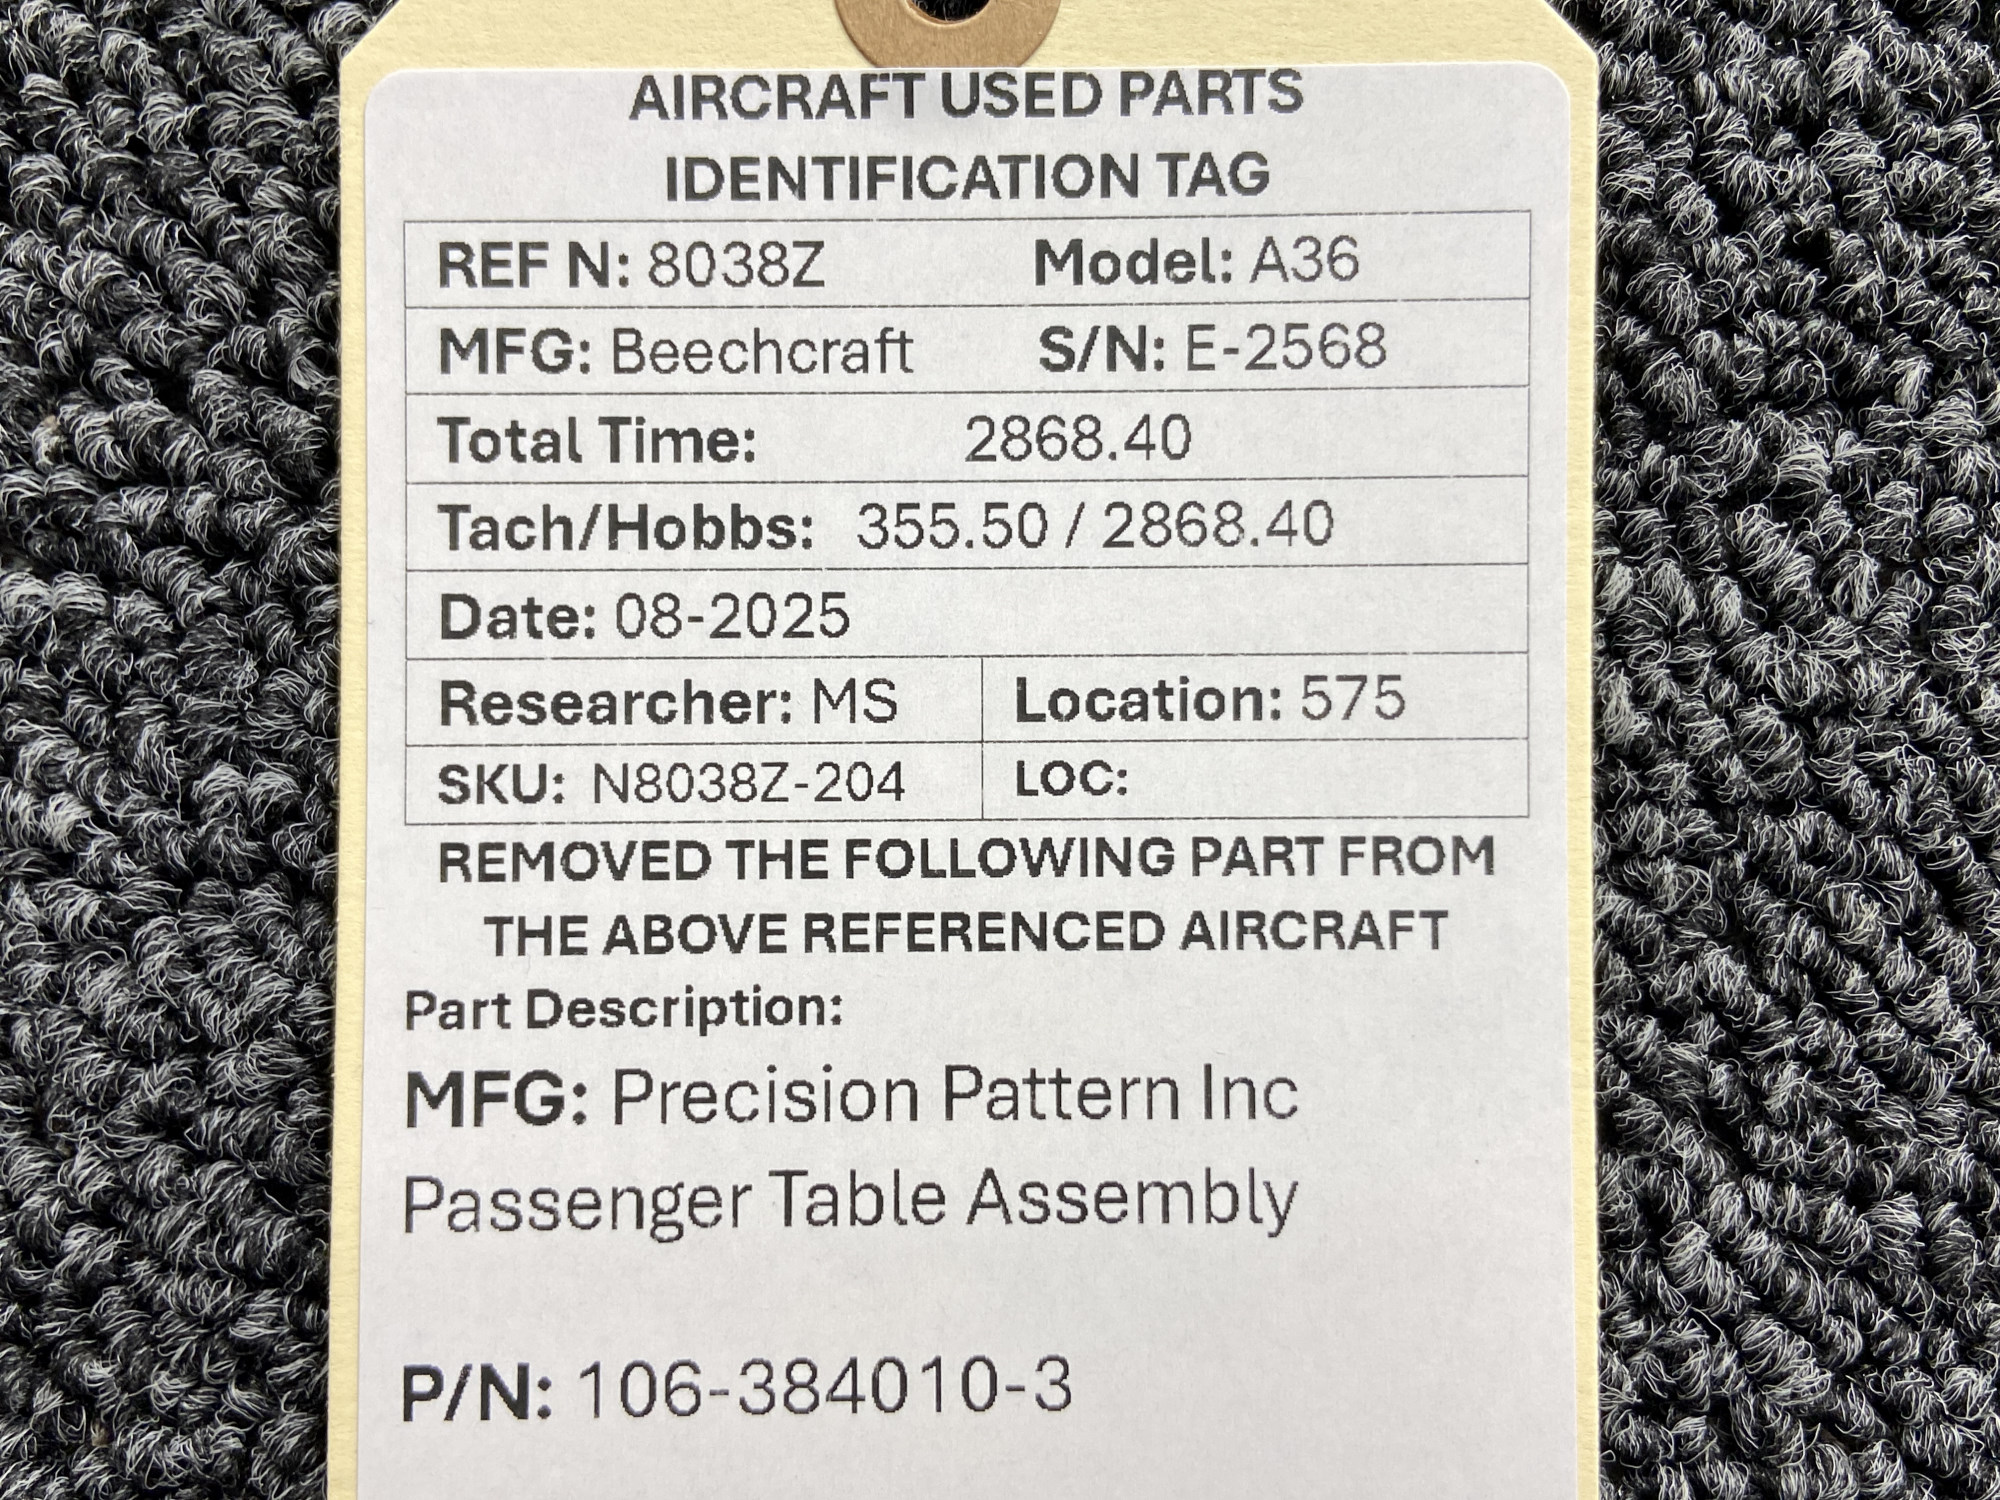 AIRCRAFT USED PARTS
IDENTIFICATION TAG
REF N: 8038Z Model: A36
MFG: Beechcraft S/N: E-2568
Total Time: 2868.40
Tach/Hobbs: 355.50 / 2868.40
Date: 08-2025
Researcher: MS Location: 575
SKU: N8038Z-204 LOC:
REMOVED THE FOLLOWING PART FROM
THE ABOVE REFERENCED AIRCRAFT
Part Description:
MFG: Precision Pattern Inc
Passenger Table Assembly
P/N: 106-384010-3